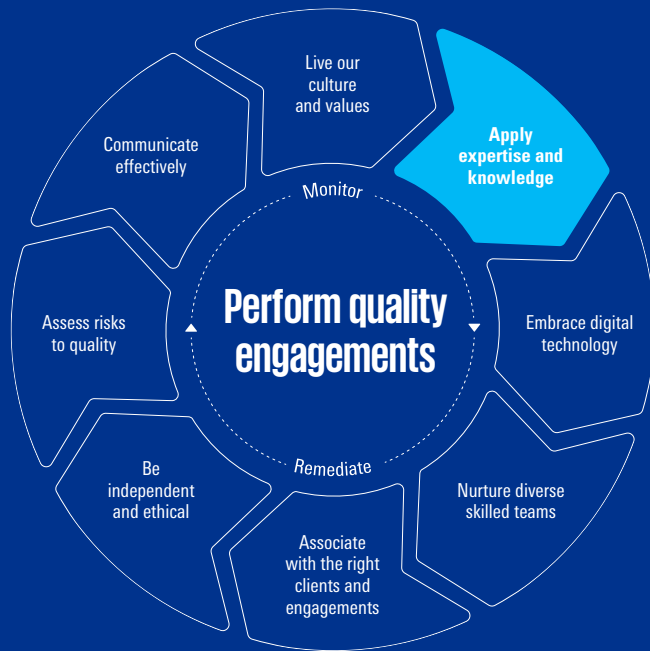 Live our
culture
and values
Apply
expertise and
knowledge
Embrace digital
technology
Nurture diverse
skilled teams
Associate
with the right
clients and
engagements
Be
independent
and ethical
Assess risks
to quality
Communicate
effectively
Monitor
Perform quality
engagements
Remediate